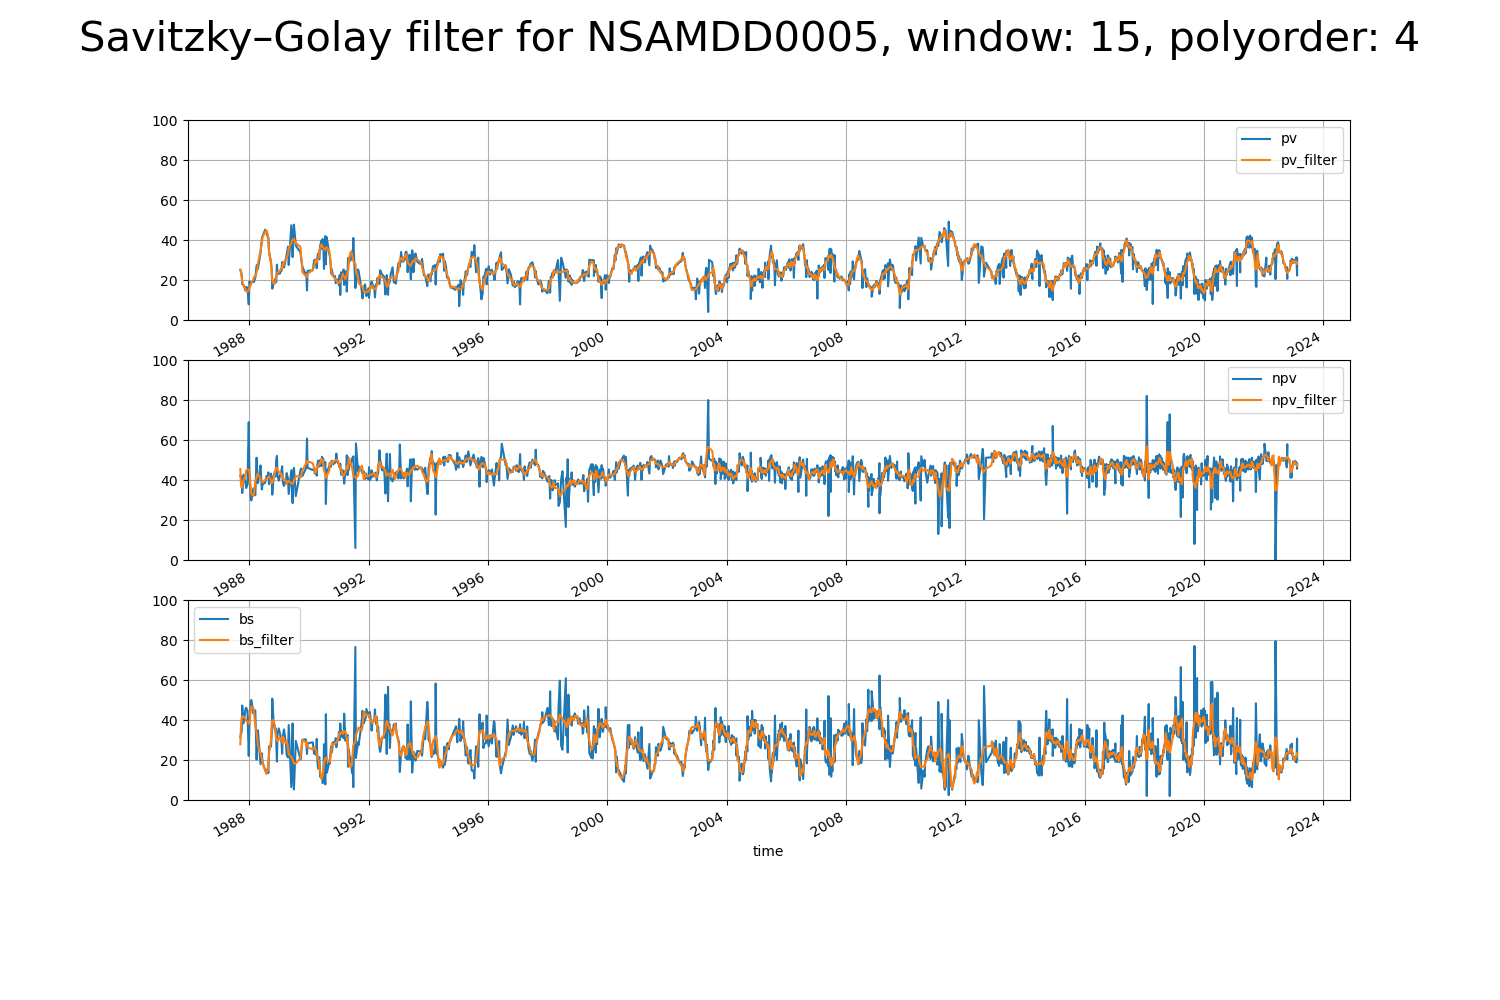 Savitzky–Golay filter for NSAMDD0005, window: 15, polyorder: 4
100
80
60
40
20
0
pv
pv_filter
1988 1992 1996 2000 2004 2008 2012 2016 2020 2024
100
80
60
40
20
0
npv
npv_filter
1988 1992 1996 2000 2004 2008 2012 2016 2020 2024
100
80
60
40
20
0
bs
bs_filter
1988 1992 1996 2000 2004 2008 2012 2016 2020 2024
time